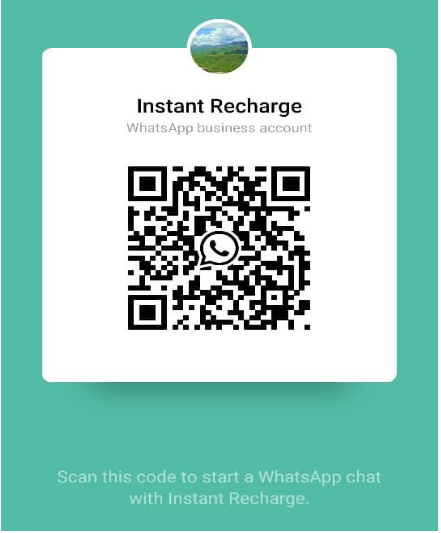 Instant Recharge
WhatsApp business account
Scan this code to start a WhatsApp chat
with Instant Recharge.